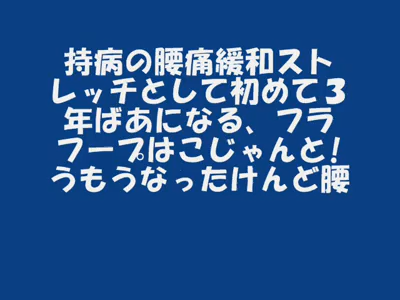 持病の腰痛緩和スト
レッチとして初めて３
年ばあになる、フラ
フープはこじゃんと!
うもうなったけんど腰